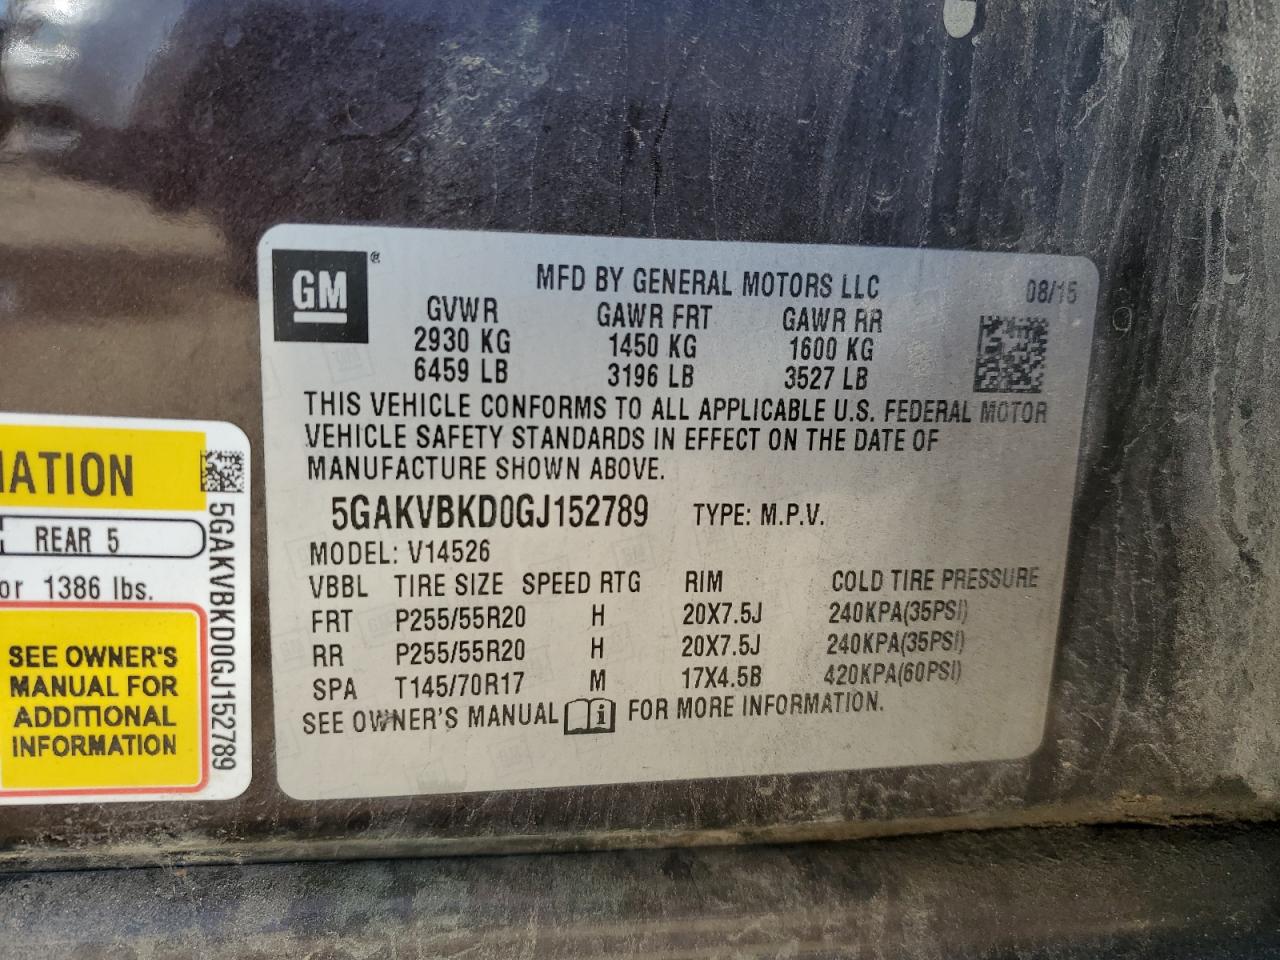 GM ®
MFD BY GENERAL MOTORS LLC 08/15
GVWR GAWR FRT GAWR RR
2930 KG 1450 KG 1600 KG
6459 LB 3196 LB 3527 LB
THIS VEHICLE CONFORMS TO ALL APPLICABLE U.S. FEDERAL MOTOR
VEHICLE SAFETY STANDARDS IN EFFECT ON THE DATE OF
MANUFACTURE SHOWN ABOVE.
5GAKVBKD0GJ152789 TYPE: M.P.V.
MODEL: V14526
VBBL TIRE SIZE SPEED RTG RIM COLD TIRE PRESSURE
FRT P255/55R20 H 20X7.5J 240KPA(35PSI)
RR P255/55R20 H 20X7.5J 240KPA(35PSI)
SPA T145/70R17 M 17X4.5B 420KPA(60PSI)
SEE OWNER'S MANUAL i FOR MORE INFORMATION.
MATION
REAR 5
or 1386 lbs.
SEE OWNER'S
MANUAL FOR
ADDITIONAL
INFORMATION
5GAKVBKD0GJ152789